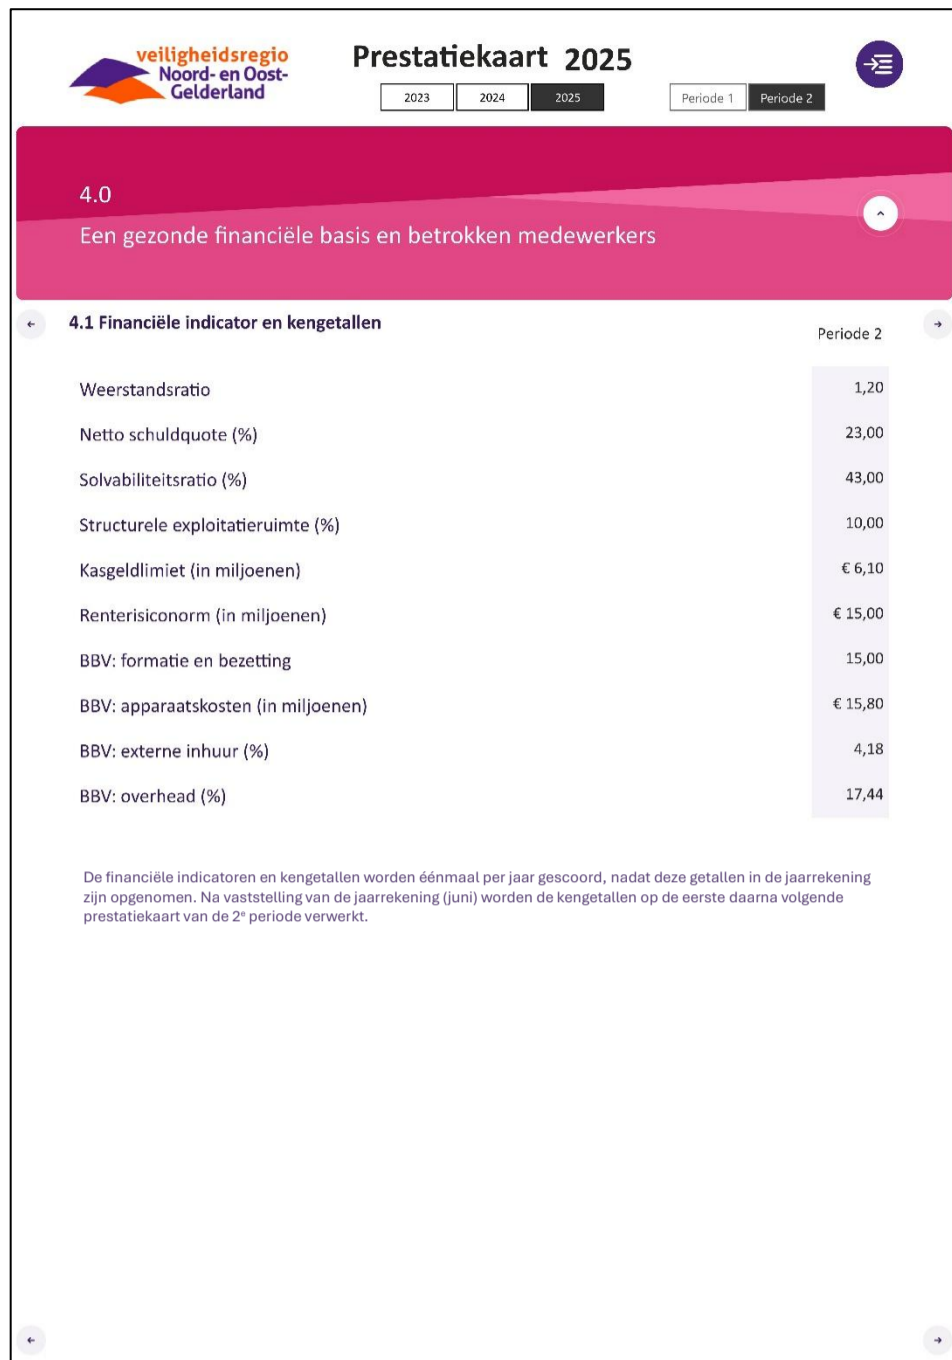 veiligheidsregio
Noord- en Oost-
Gelderland
Prestatiekaart 2025
2023 2024 2025 Periode 1 Periode 2
4.0
Een gezonde financiële basis en betrokken medewerkers
4.1 Financiële indicator en kengetallen
Periode 2
Weerstandsratio 1,20
Netto schuldquote (%) 23,00
Solvabiliteitsratio (%) 43,00
Structurele exploitatieruimte (%) 10,00
Kasgeldlimiet (in miljoenen) € 6,10
Renterisiconorm (in miljoenen) € 15,00
BBV: formatie en bezetting 15,00
BBV: apparaatskosten (in miljoenen) € 15,80
BBV: externe inhuur (%) 4,18
BBV: overhead (%) 17,44
De financiële indicatoren en kengetallen worden éénmaal per jaar gescoord, nadat deze getallen in de jaarrekening
zijn opgenomen. Na vaststelling van de jaarrekening (juni) worden de kengetallen op de eerste daarna volgende
prestatiekaart van de 2e periode verwerkt.